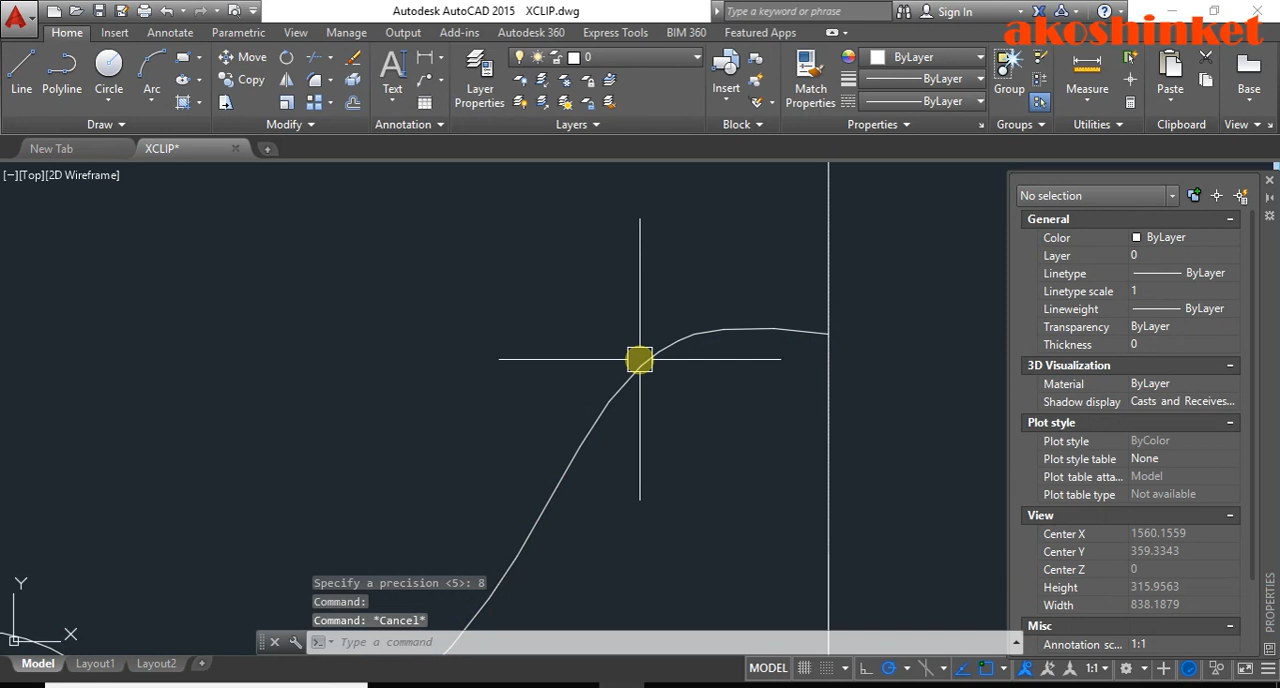 Autodesk AutoCAD 2015 XCLIP.dwg
Type a keyword or phrase
Sign In
akoshinket
Home Insert Annotate Parametric View Manage Output Add-ins Autodesk 360 Express Tools BIM 360 Featured Apps
Line Polyline Circle Arc
Move
Copy
Text
Layer
Properties
0
Insert
Match
Properties
ByLayer
ByLayer
ByLayer
Group
Measure
Paste
Base
Draw Modify Annotation Layers Block Properties Groups Utilities Clipboard View
New Tab XCLIP*
[−][Top][2D Wireframe]
No selection
General
Color ByLayer
Layer 0
Linetype ByLayer
Linetype scale 1
Lineweight ByLayer
Transparency ByLayer
Thickness 0
3D Visualization
Material ByLayer
Shadow display Casts and Receives...
Plot style
Plot style ByColor
Plot style table None
Plot table atta... Model
Plot table type Not available
View
Center X 1560.1559
Center Y 359.3343
Center Z 0
Height 315.9563
Width 838.1879
Misc
Annotation sc... 1:1
PROPERTIES
Y
X
Specify a precision <5>: 8
Command:
Command: *Cancel*
Type a command
Model Layout1 Layout2
MODEL
1:1